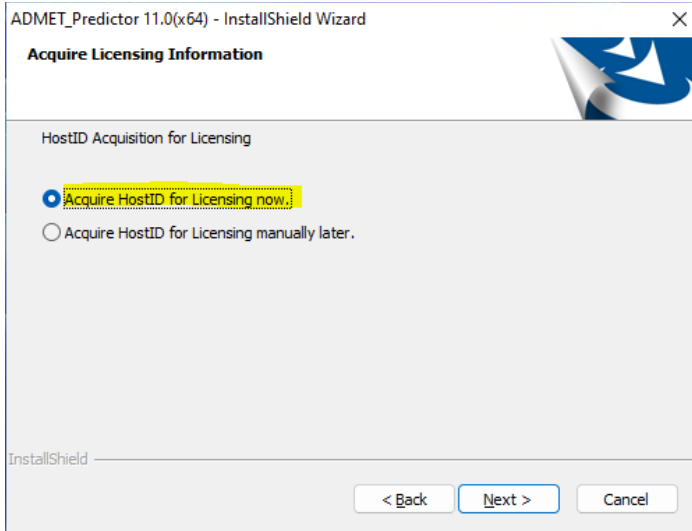 ADMET_Predictor 11.0(x64) - InstallShield Wizard
Acquire Licensing Information
HostID Acquisition for Licensing
Acquire HostID for Licensing now.
Acquire HostID for Licensing manually later.
InstallShield
< Back Next > Cancel